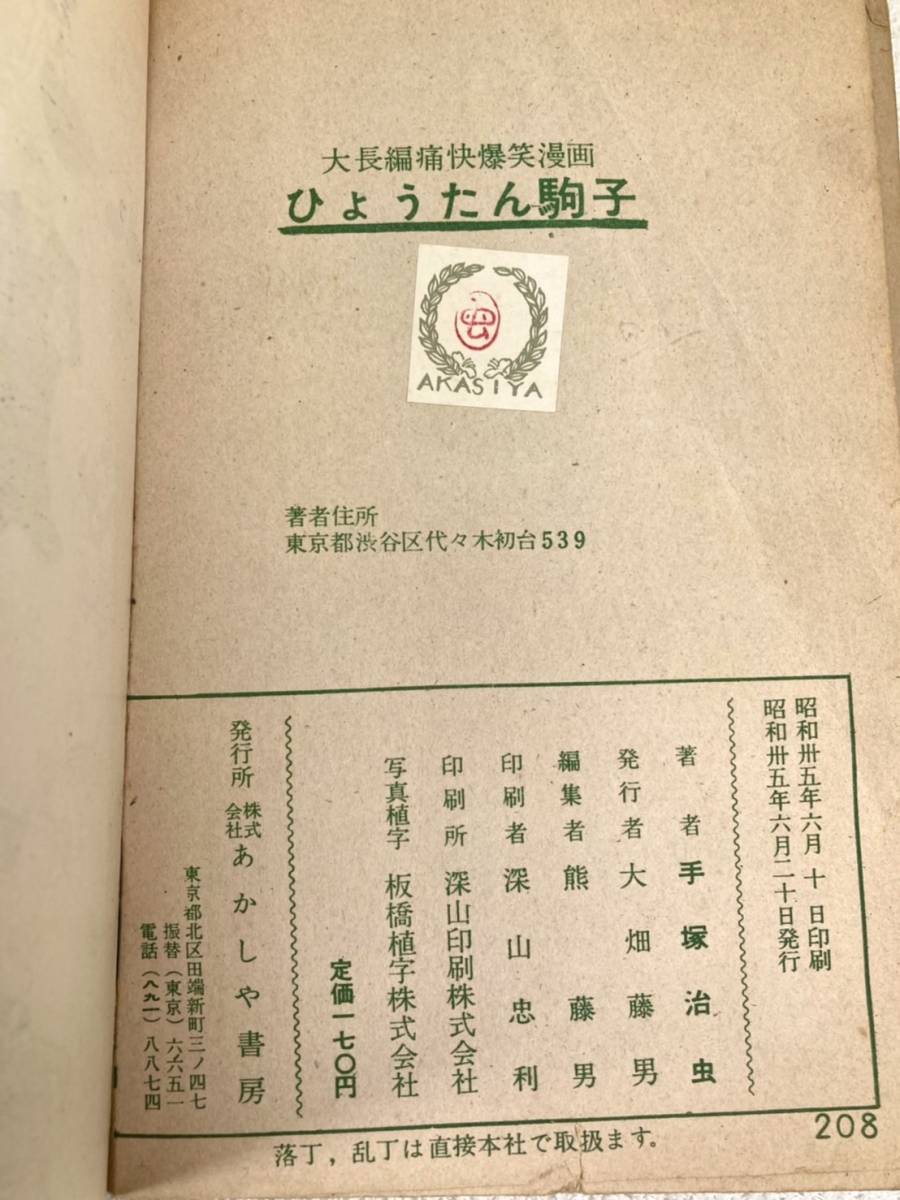 大長編痛快爆笑漫画
ひょうたん駒子
虫
AKASIYA
著者住所
東京都渋谷区代々木初台539
昭和卅五年六月 十 日印刷
昭和卅五年六月二十日発行
著者 手塚治虫
発行者 大畑藤男
編集者 熊藤男
印刷者 深山忠利
印刷所 深山印刷株式会社
写真植字 板橋植字株式会社
定価一七〇円
発行所 株式会社 あかしや書房
東京都北区田端新町三ノ四七
振替(東京)六六五一
電話(八九一)八八七四
落丁,乱丁は直接本社で取扱ます。
208